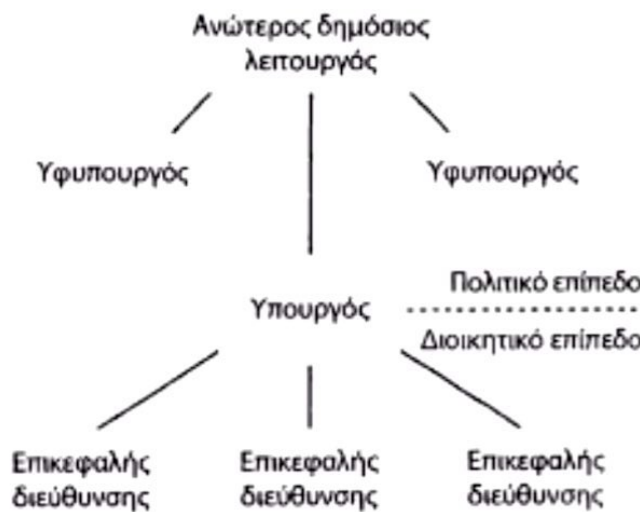 Ανώτερος δημόσιος
λειτουργός
Υφυπουργός
Υφυπουργός
Πολιτικό επίπεδο
Υπουργός
Διοικητικό επίπεδο
Επικεφαλής
διεύθυνσης
Επικεφαλής
διεύθυνσης
Επικεφαλής
διεύθυνσης